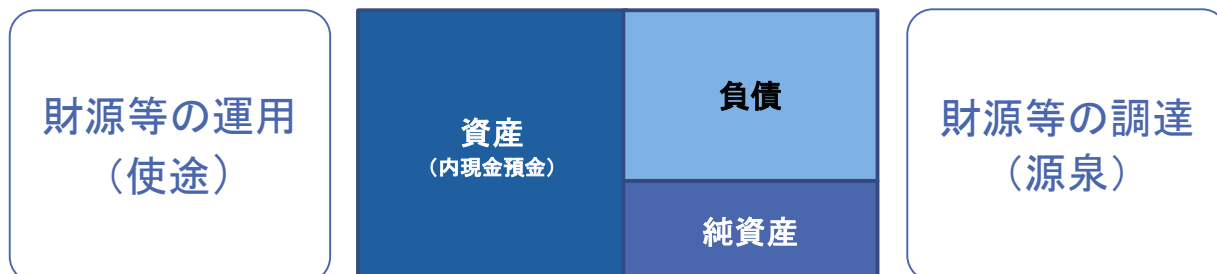 財源等の運用
（使途）
資産
（内現金預金）
負債
純資産
財源等の調達
（源泉）